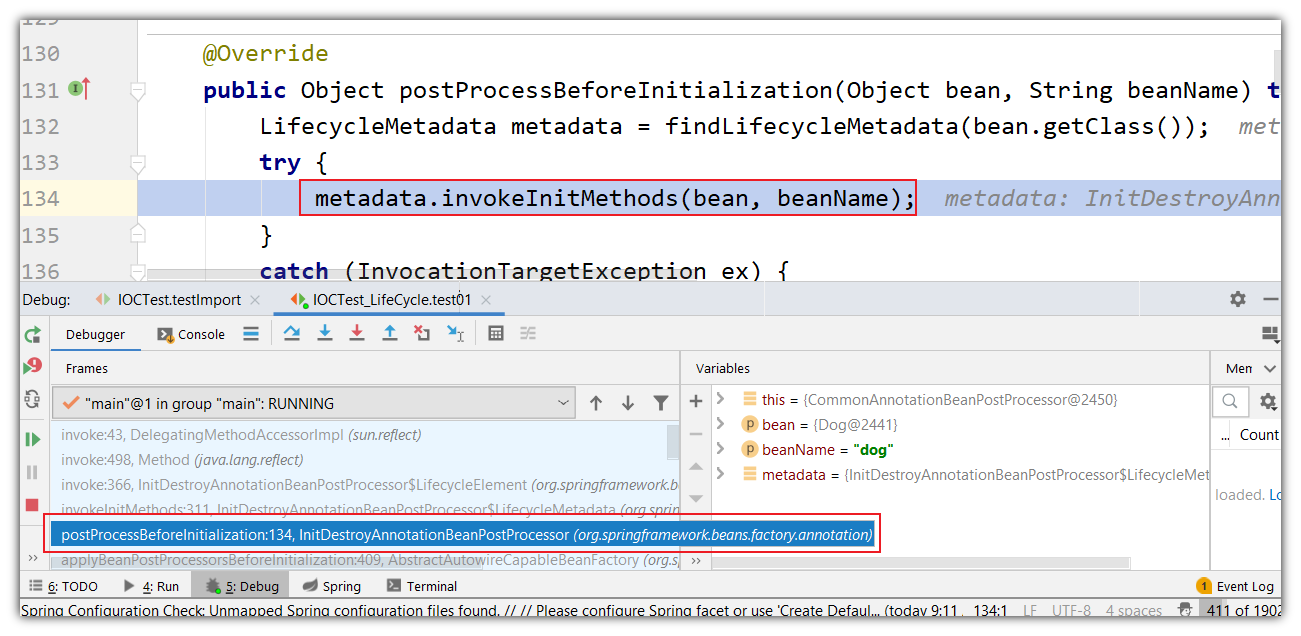 129
130 @Override
131 public Object postProcessBeforeInitialization(Object bean, String beanName) t
132 LifecycleMetadata metadata = findLifecycleMetadata(bean.getClass()); met
133 try {
134 metadata.invokeInitMethods(bean, beanName); metadata: InitDestroyAnn
135 }
136 catch (InvocationTargetException ex) {
Debug: IOCTest.testImport IOCTest_LifeCycle.test01
Debugger Console
Frames Variables Men
"main"@1 in group "main": RUNNING
invoke:43, DelegatingMethodAccessorImpl (sun.reflect)
invoke:498, Method (java.lang.reflect)
invoke:366, InitDestroyAnnotationBeanPostProcessor$LifecycleElement (org.springframework.b
invokeInitMethods:311, InitDestroyAnnotationBeanPostProcessor$LifecycleMetadata (org.sprin
postProcessBeforeInitialization:134, InitDestroyAnnotationBeanPostProcessor (org.springframework.beans.factory.annotation)
applyBeanPostProcessorsBeforeInitialization:409, AbstractAutowireCapableBeanFactory (org.s
this = {CommonAnnotationBeanPostProcessor@2450}
bean = {Dog@2441}
beanName = "dog"
metadata = {InitDestroyAnnotationBeanPostProcessor$LifecycleMet
... Count
loaded. Lo
6: TODO 4: Run 5: Debug Spring Terminal 1 Event Log
Spring Configuration Check: Unmapped Spring configuration files found. // // Please configure Spring facet or use 'Create Defaul... (today 9:11 134:1 LF UTF-8 4 spaces 411 of 1902